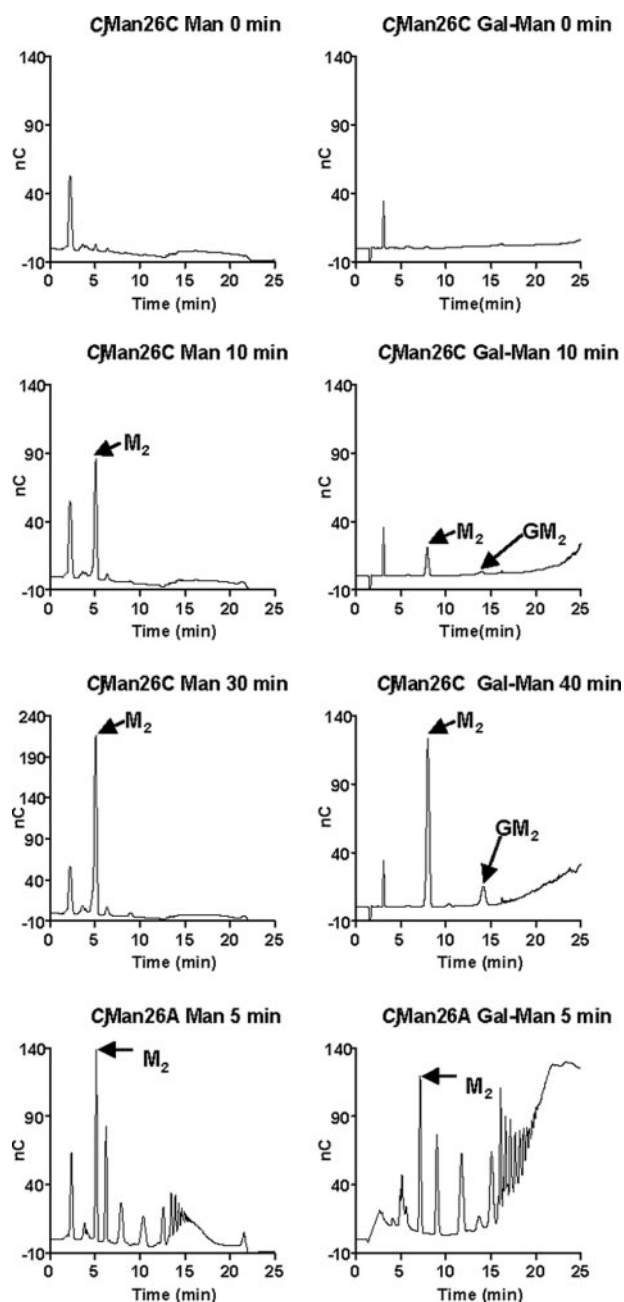 CjMan26C Man 0 min
140
90
40
-10
nC
0 5 10 15 20 25
Time (min)
CjMan26C Gal-Man 0 min
140
90
40
-10
nC
0 5 10 15 20 25
Time(min)
CjMan26C Man 10 min
140
90
40
-10
nC
M2
0 5 10 15 20 25
Time (min)
CjMan26C Gal-Man 10 min
140
90
40
-10
nC
M2
GM2
0 5 10 15 20 25
Time(min)
CjMan26C Man 30 min
240
190
140
90
40
-10
nC
M2
0 5 10 15 20 25
Time (min)
CjMan26C Gal-Man 40 min
140
90
40
-10
nC
M2
GM2
0 5 10 15 20 25
Time (min)
CjMan26A Man 5 min
140
90
40
-10
nC
M2
0 5 10 15 20 25
Time (min)
CjMan26A Gal-Man 5 min
140
90
40
-10
nC
M2
0 5 10 15 20 25
Time (min)